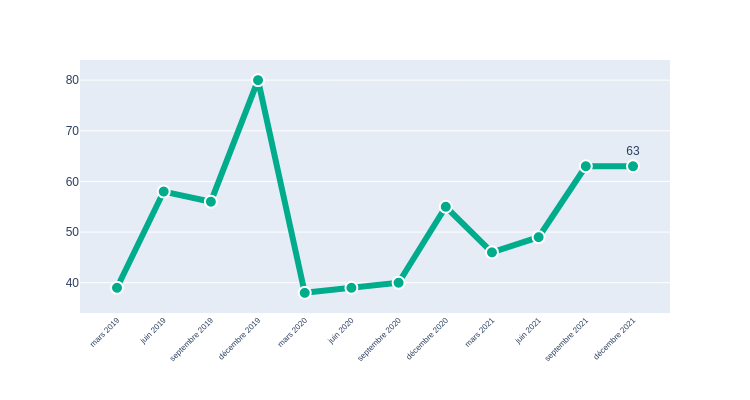 80
70
60
50
40
63
mars 2019
juin 2019
septembre 2019
décembre 2019
mars 2020
juin 2020
septembre 2020
décembre 2020
mars 2021
juin 2021
septembre 2021
décembre 2021